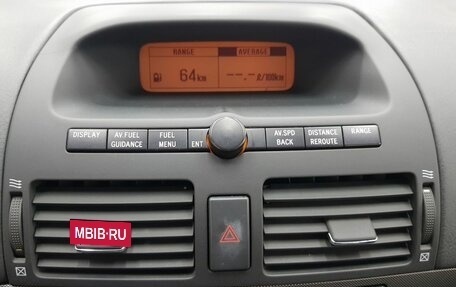 RANGE AVERAGE
64km --.-ℓ/100km
DISPLAY AV.FUEL GUIDANCE FUEL MENU ENT AV.SPD BACK DISTANCE REROUTE RANGE
MBIB·RU